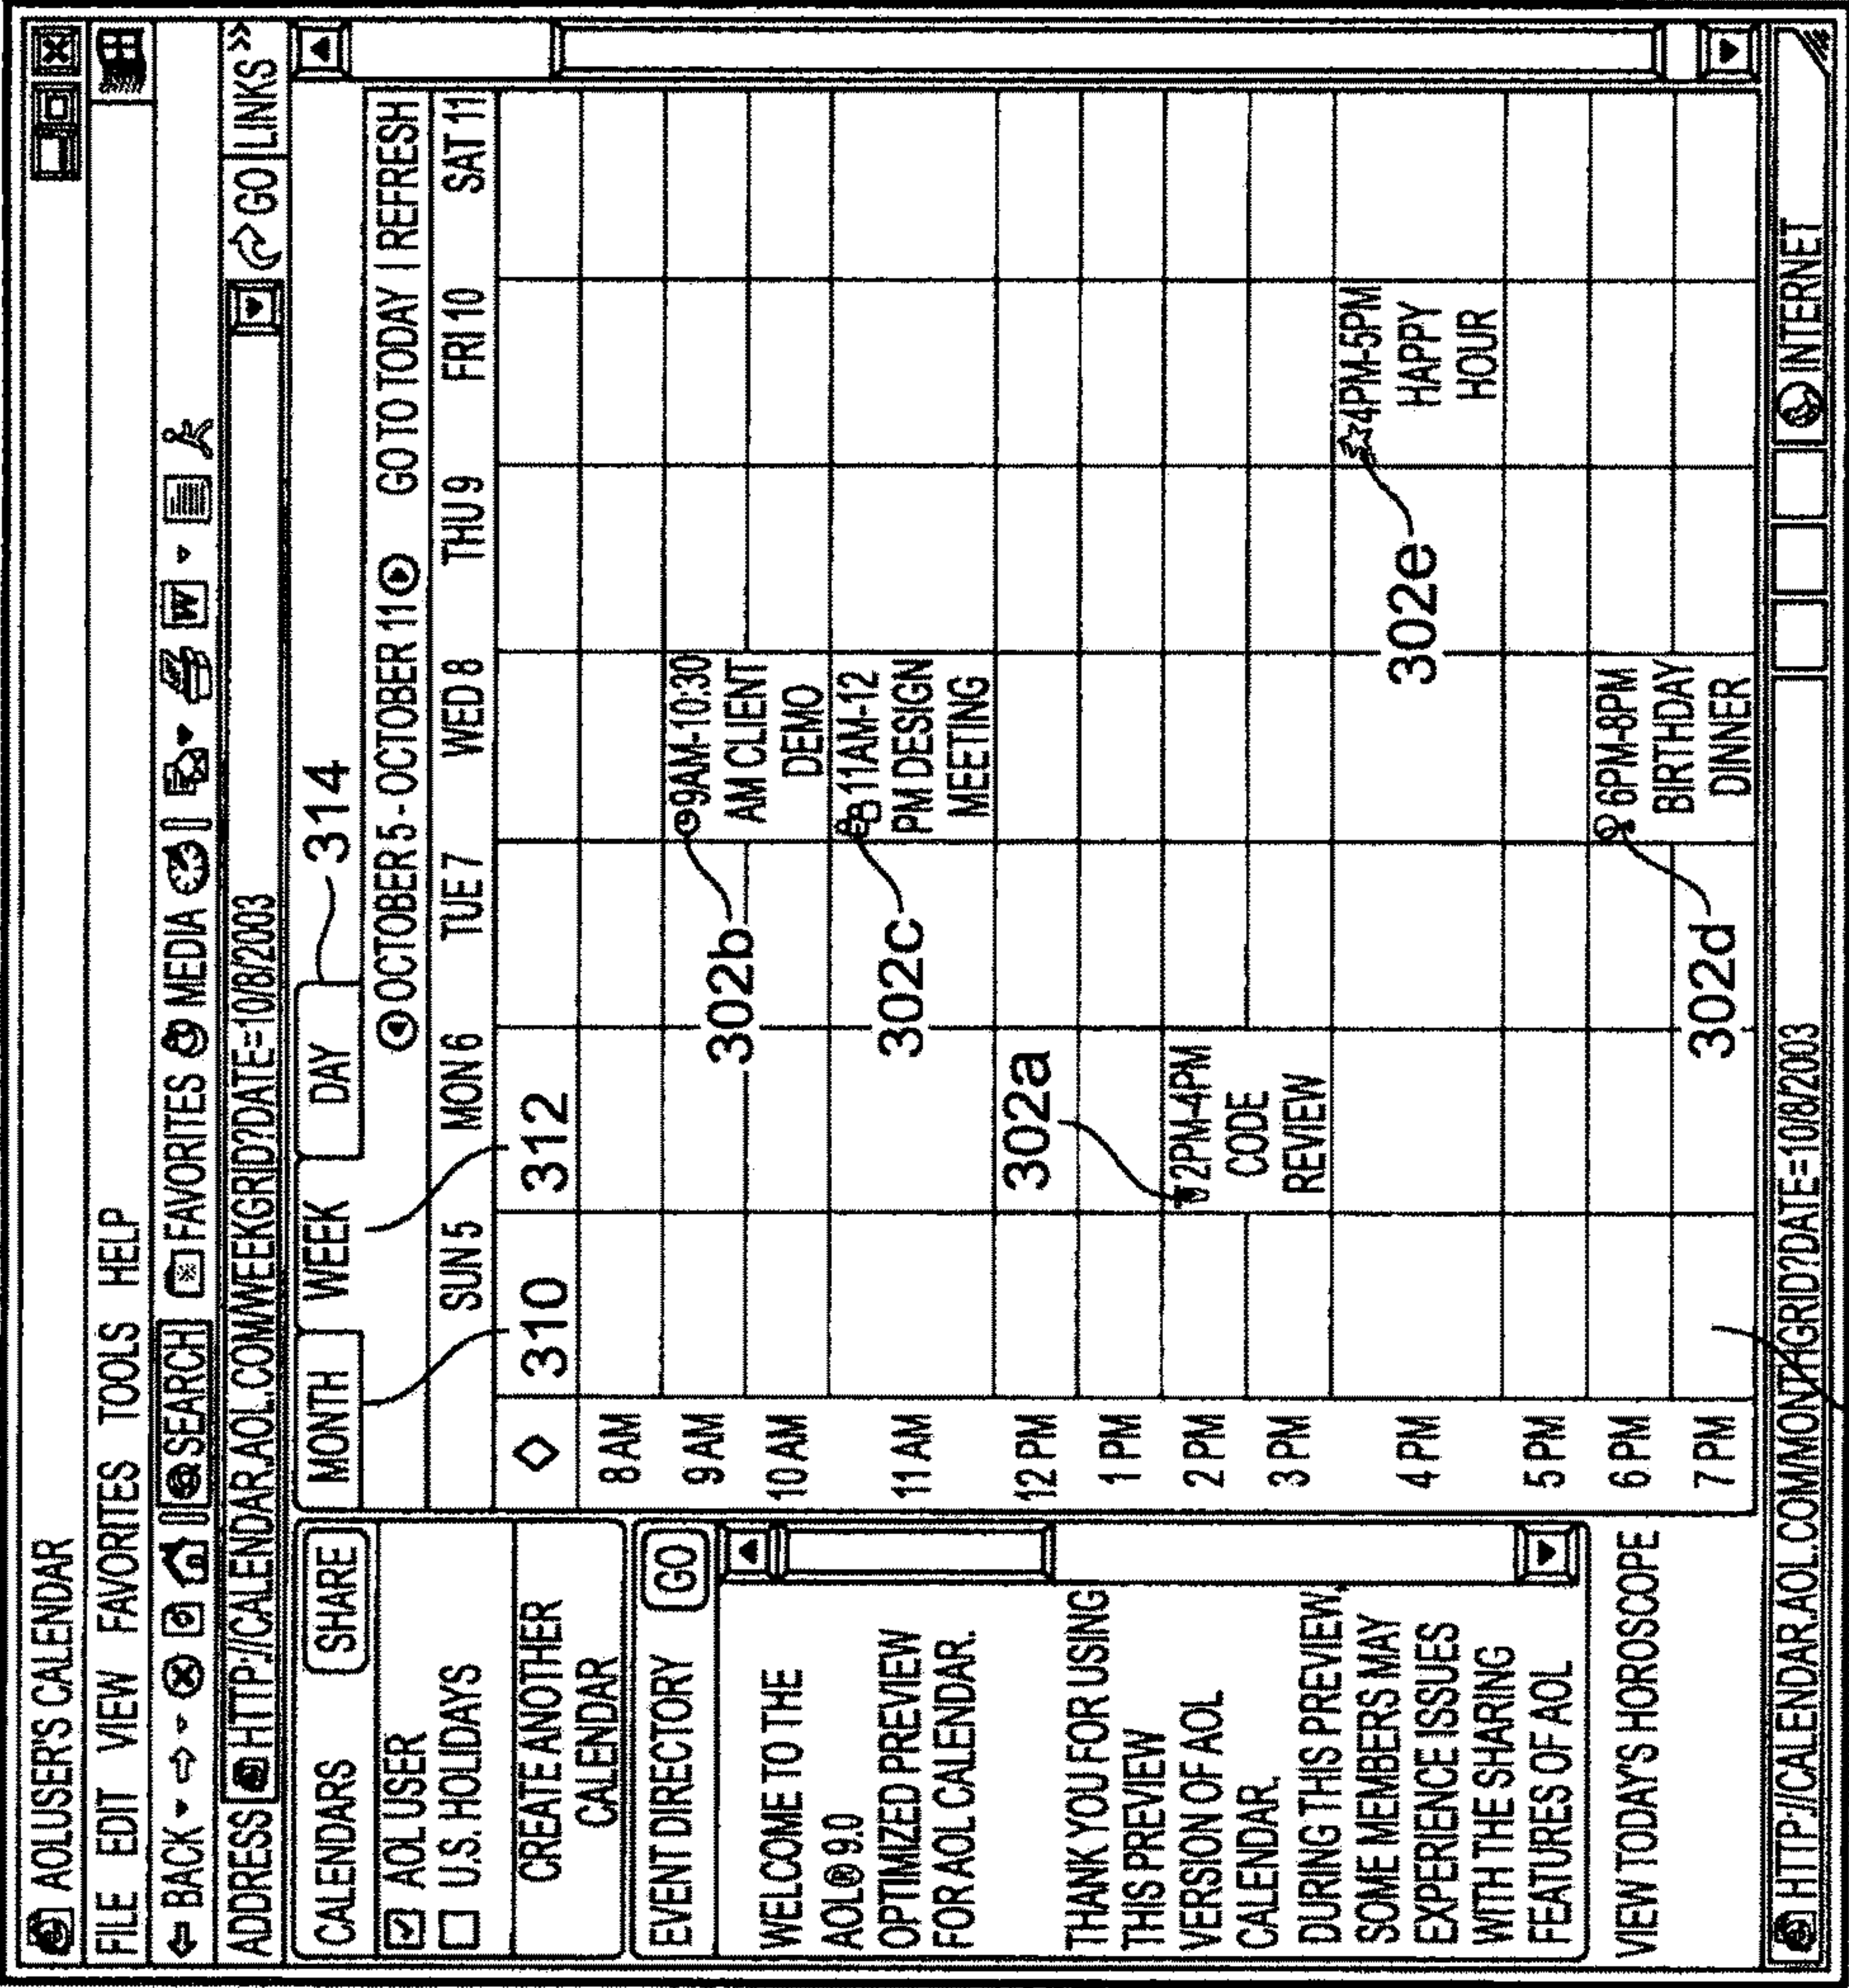 AOLUSER'S CALENDAR
FILE EDIT VIEW FAVORITES TOOLS HELP
BACK SEARCH FAVORITES MEDIA W
ADDRESS HTTP://CALENDAR.AOL.COM/WEEKGRID?DATE=10/8/2003 GO LINKS »
CALENDARS SHARE
AOL USER
U.S. HOLIDAYS
CREATE ANOTHER
CALENDAR
EVENT DIRECTORY GO
WELCOME TO THE
AOL® 9.0
OPTIMIZED PREVIEW
FOR AOL CALENDAR.
THANK YOU FOR USING
THIS PREVIEW
VERSION OF AOL
CALENDAR.
DURING THIS PREVIEW,
SOME MEMBERS MAY
EXPERIENCE ISSUES
WITH THE SHARING
FEATURES OF AOL
VIEW TODAY'S HOROSCOPE
MONTH WEEK DAY 314
OCTOBER 5 - OCTOBER 11 GO TO TODAY | REFRESH
SUN 5 MON 6 TUE 7 WED 8 THU 9 FRI 10 SAT 11
310 312
8 AM
9 AM
302b 9AM-10:30
AM CLIENT
DEMO
10 AM
11 AM
302c 11AM-12
PM DESIGN
MEETING
12 PM
302a
1 PM
2 PM
2PM-4PM
CODE
REVIEW
3 PM
4 PM
4PM-5PM
HAPPY
HOUR
302e
5 PM
6 PM
6PM-8PM
BIRTHDAY
DINNER
302d
7 PM
HTTP://CALENDAR.AOL.COM/MONTHGRID?DATE=10/8/2003 INTERNET